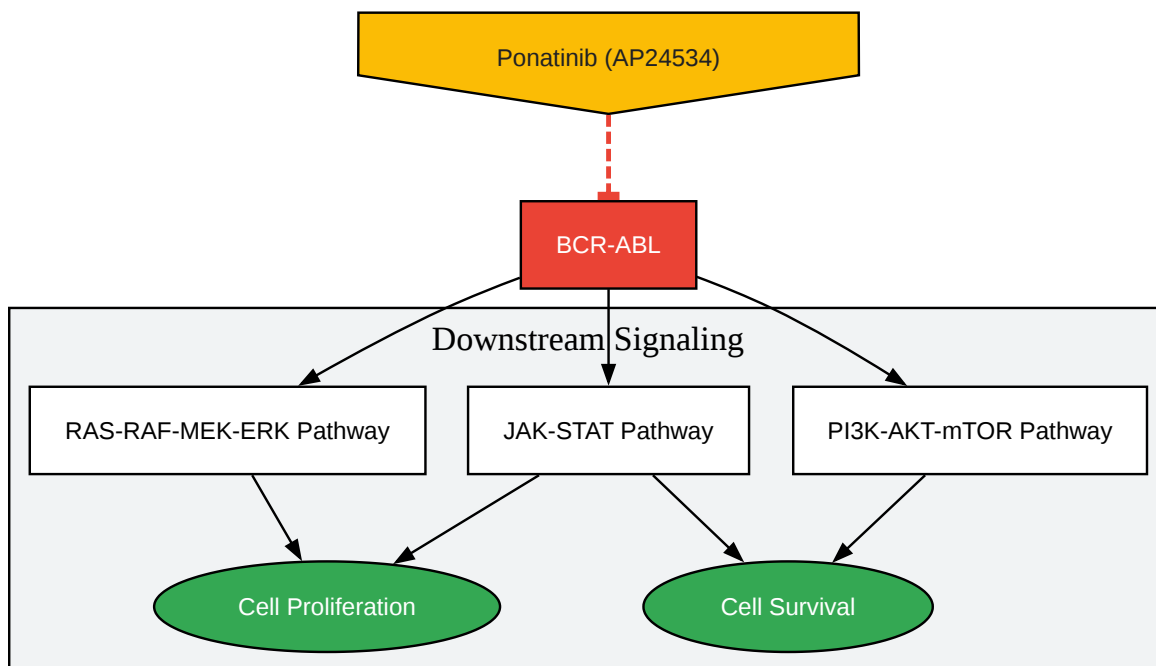 Ponatinib (AP24534)
BCR-ABL
Downstream Signaling
RAS-RAF-MEK-ERK Pathway
JAK-STAT Pathway
PI3K-AKT-mTOR Pathway
Cell Proliferation
Cell Survival